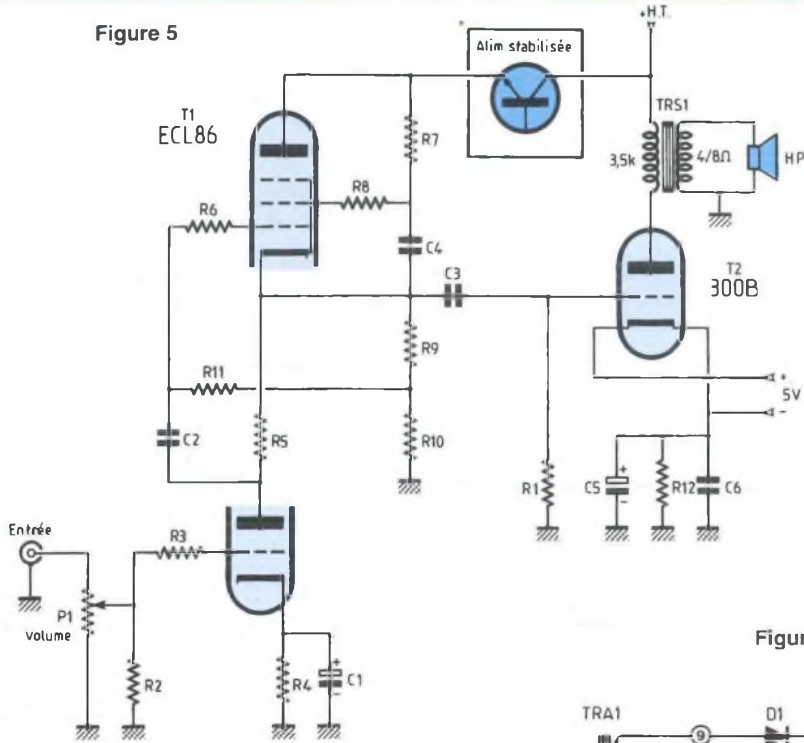 Figure 5
+H.T.
Alim stabilisée
T1
ECL86
TRS1
R7
3,5k
4/8Ω
HP
R8
R6
C4
C3
T2
300B
R9
R11
5V
+
-
C2
R5
R10
R1
C5
+
-
R12
C6
Entrée
R3
P1
volume
R2
R4
+
-
C1
Figu
TRA1
9
D1